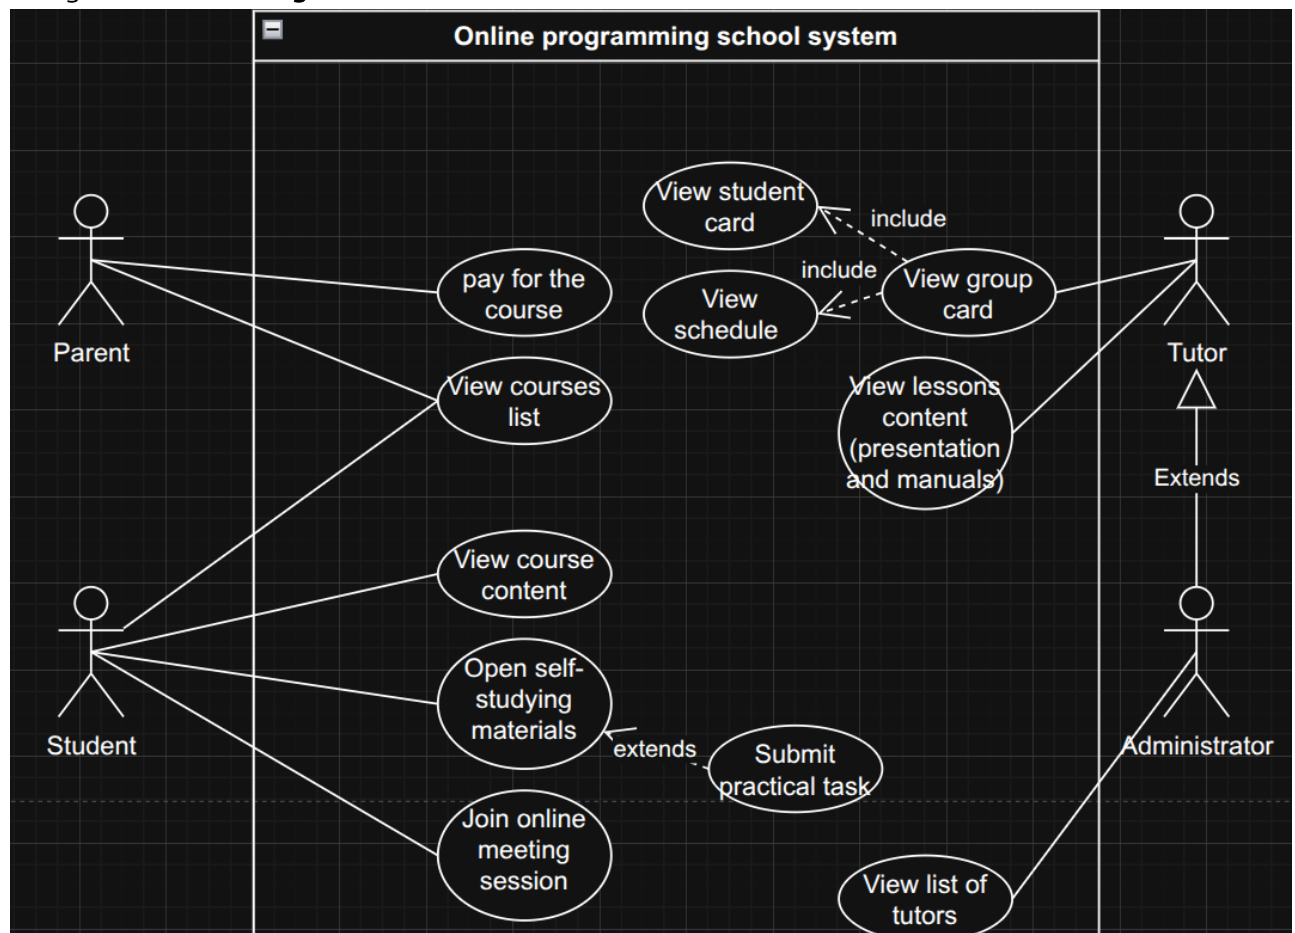 Online programming school system
View student
card
include
include
View group
card
pay for the
course
View
schedule
Parent
Tutor
View courses
list
View lessons
content
(presentation
and manuals)
Extends
View course
content
Open self-
studying
materials
Student
extends
Submit
practical task
Administrator
Join online
meeting
session
View list of
tutors